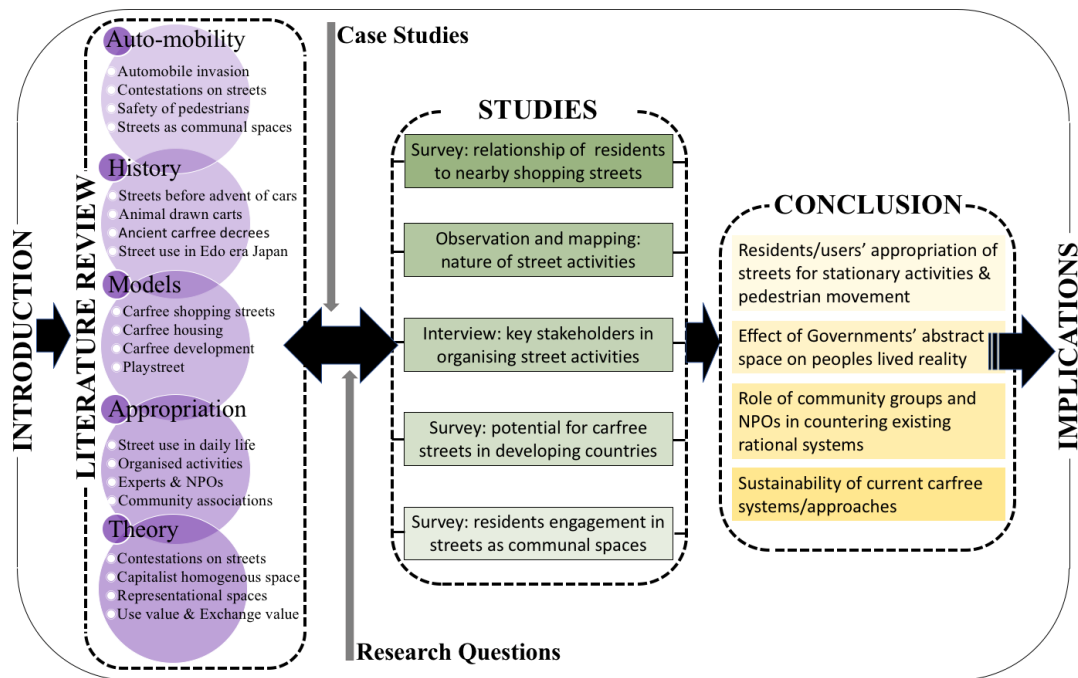 INTRODUCTION
LITERATURE REVIEW
Auto-mobility
Automobile invasion
Contestations on streets
Safety of pedestrians
Streets as communal spaces
History
Streets before advent of cars
Animal drawn carts
Ancient carfree decrees
Street use in Edo era Japan
Models
Carfree shopping streets
Carfree housing
Carfree development
Playstreet
Appropriation
Street use in daily life
Organised activities
Experts & NPOs
Community associations
Theory
Contestations on streets
Capitalist homogenous space
Representational spaces
Use value & Exchange value
Case Studies
Research Questions
STUDIES
Survey: relationship of residents
to nearby shopping streets
Observation and mapping:
nature of street activities
Interview: key stakeholders in
organising street activities
Survey: potential for carfree
streets in developing countries
Survey: residents engagement in
streets as communal spaces
CONCLUSION
Residents/users' appropriation of
streets for stationary activities &
pedestrian movement
Effect of Governments' abstract
space on peoples lived reality
Role of community groups and
NPOs in countering existing
rational systems
Sustainability of current carfree
systems/approaches
IMPLICATIONS